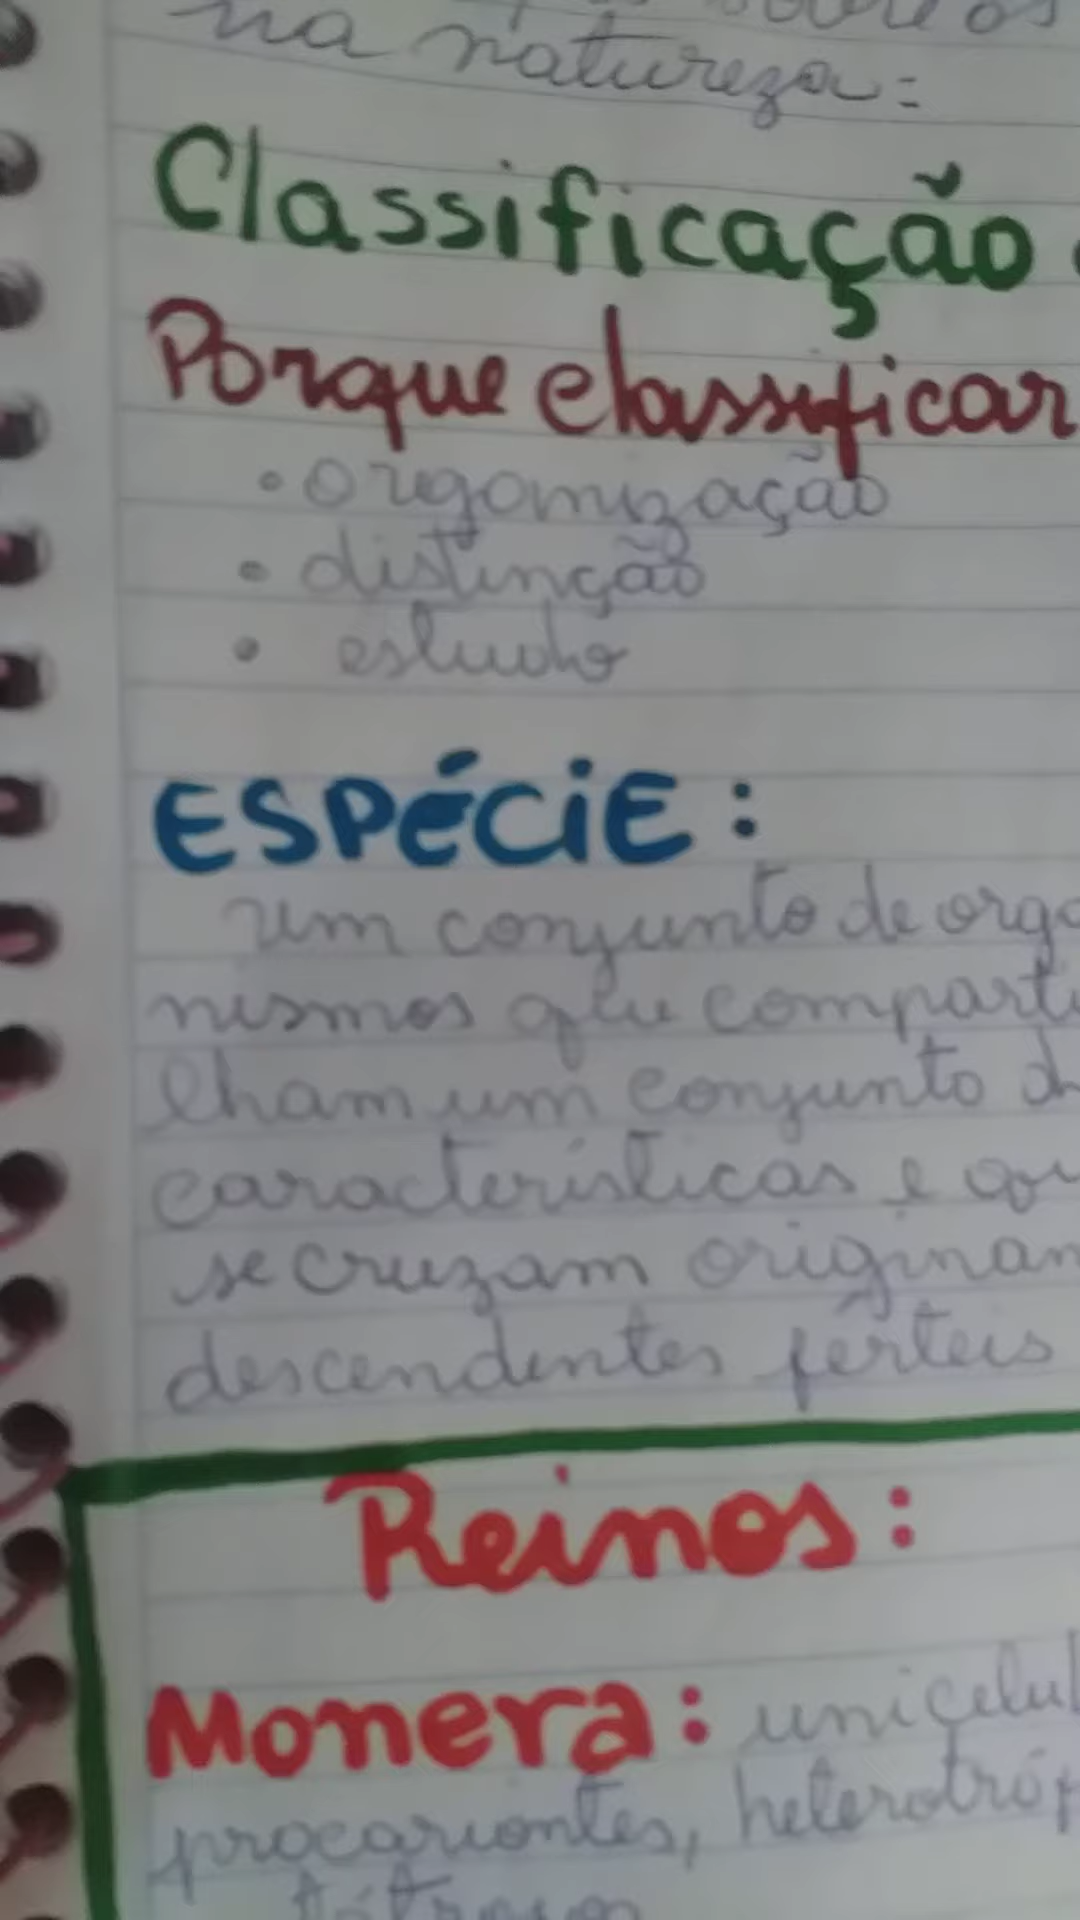 na natureza:
Classificação
Porque classificar
• organização
• distinção
• estudo
ESPÉCIE:
um conjunto de orga
nismos que comparti
lham um conjunto de
características e qu
se cruzam originan
descendentes férteis
Reinos:
Monera: unicelul
procariontes, heterotróf